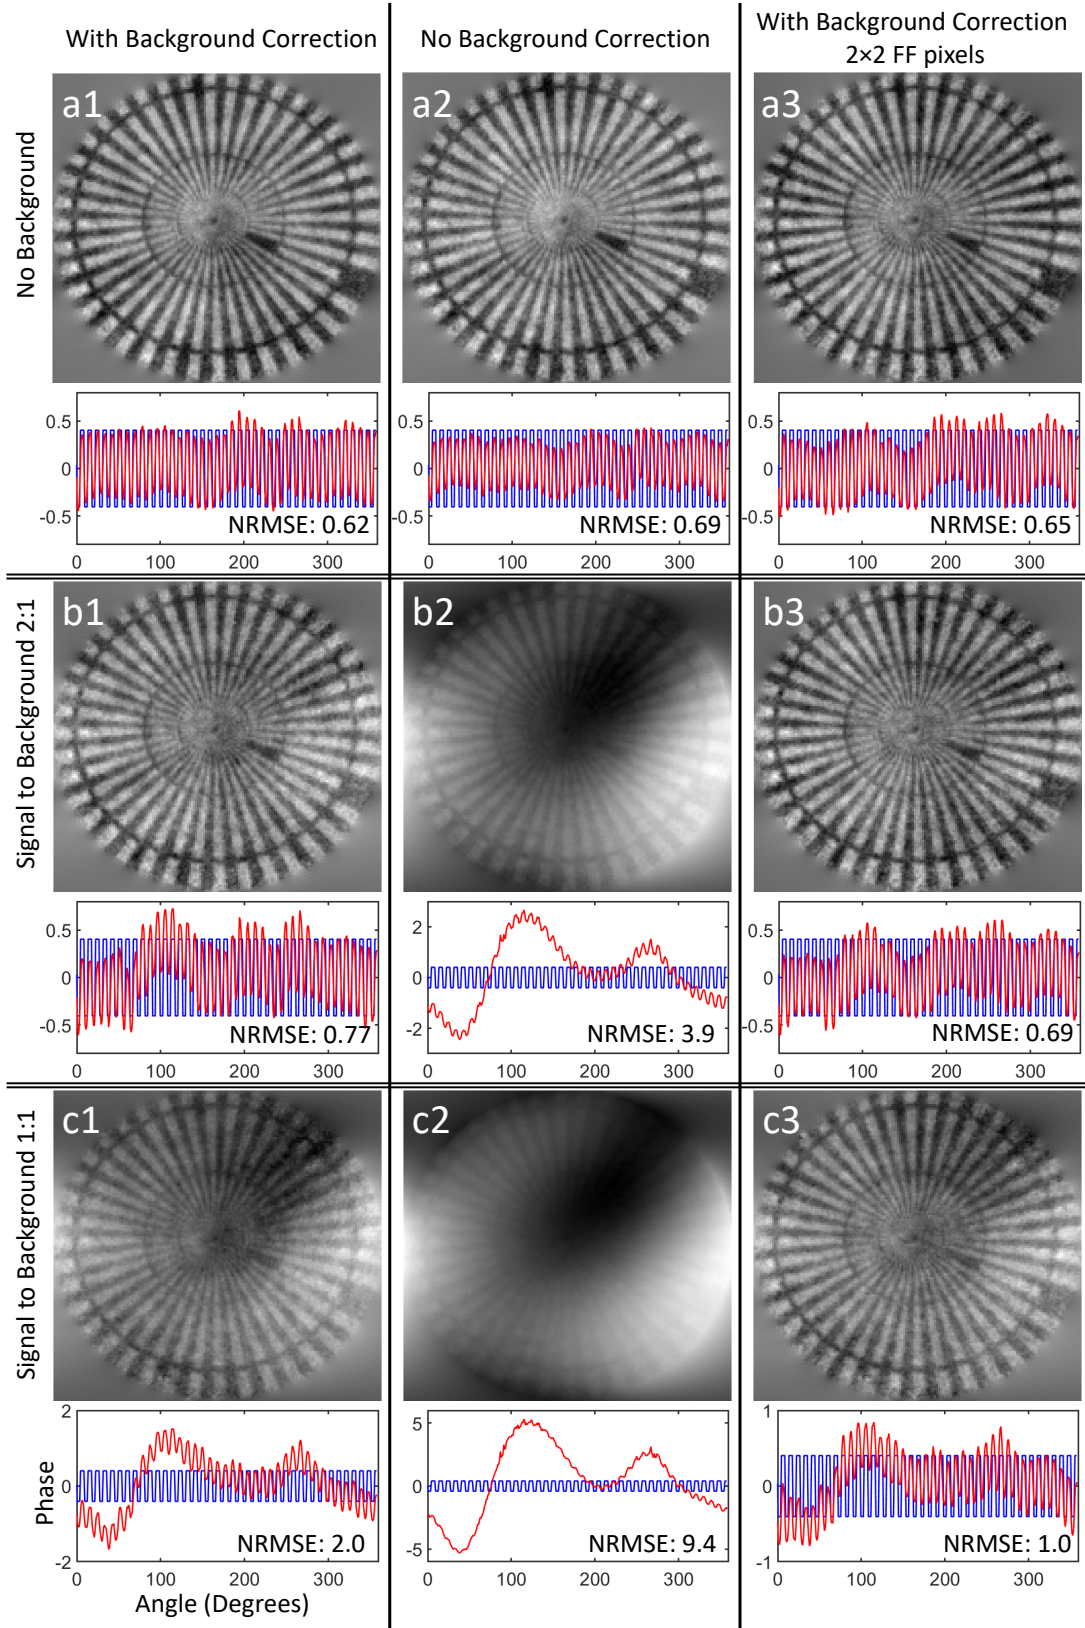 With Background Correction
No Background Correction
With Background Correction
2×2 FF pixels
No Background
a1
a2
a3
0.5
0
-0.5
0 100 200 300
NRMSE: 0.62
0.5
0
-0.5
0 100 200 300
NRMSE: 0.69
0.5
0
-0.5
0 100 200 300
NRMSE: 0.65
Signal to Background 2:1
b1
b2
b3
0.5
0
-0.5
0 100 200 300
NRMSE: 0.77
2
0
-2
0 100 200 300
NRMSE: 3.9
0.5
0
-0.5
0 100 200 300
NRMSE: 0.69
Signal to Background 1:1
c1
c2
c3
2
0
-2
Phase
0 100 200 300
NRMSE: 2.0
Angle (Degrees)
5
0
-5
0 100 200 300
NRMSE: 9.4
1
0
-1
0 100 200 300
NRMSE: 1.0